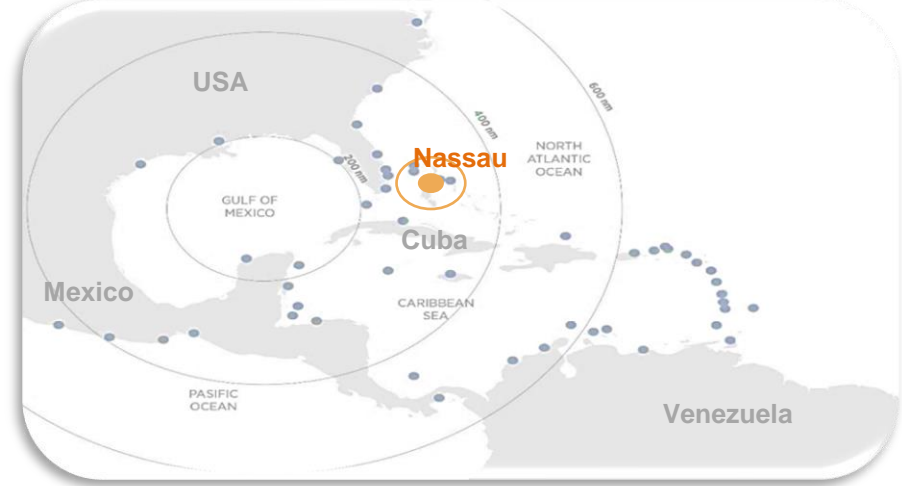 USA
600 nm
400 nm
NORTH
ATLANTIC
OCEAN
Nassau
200 nm
GULF OF
MEXICO
Cuba
Mexico
CARIBBEAN
SEA
PASIFIC
OCEAN
Venezuela